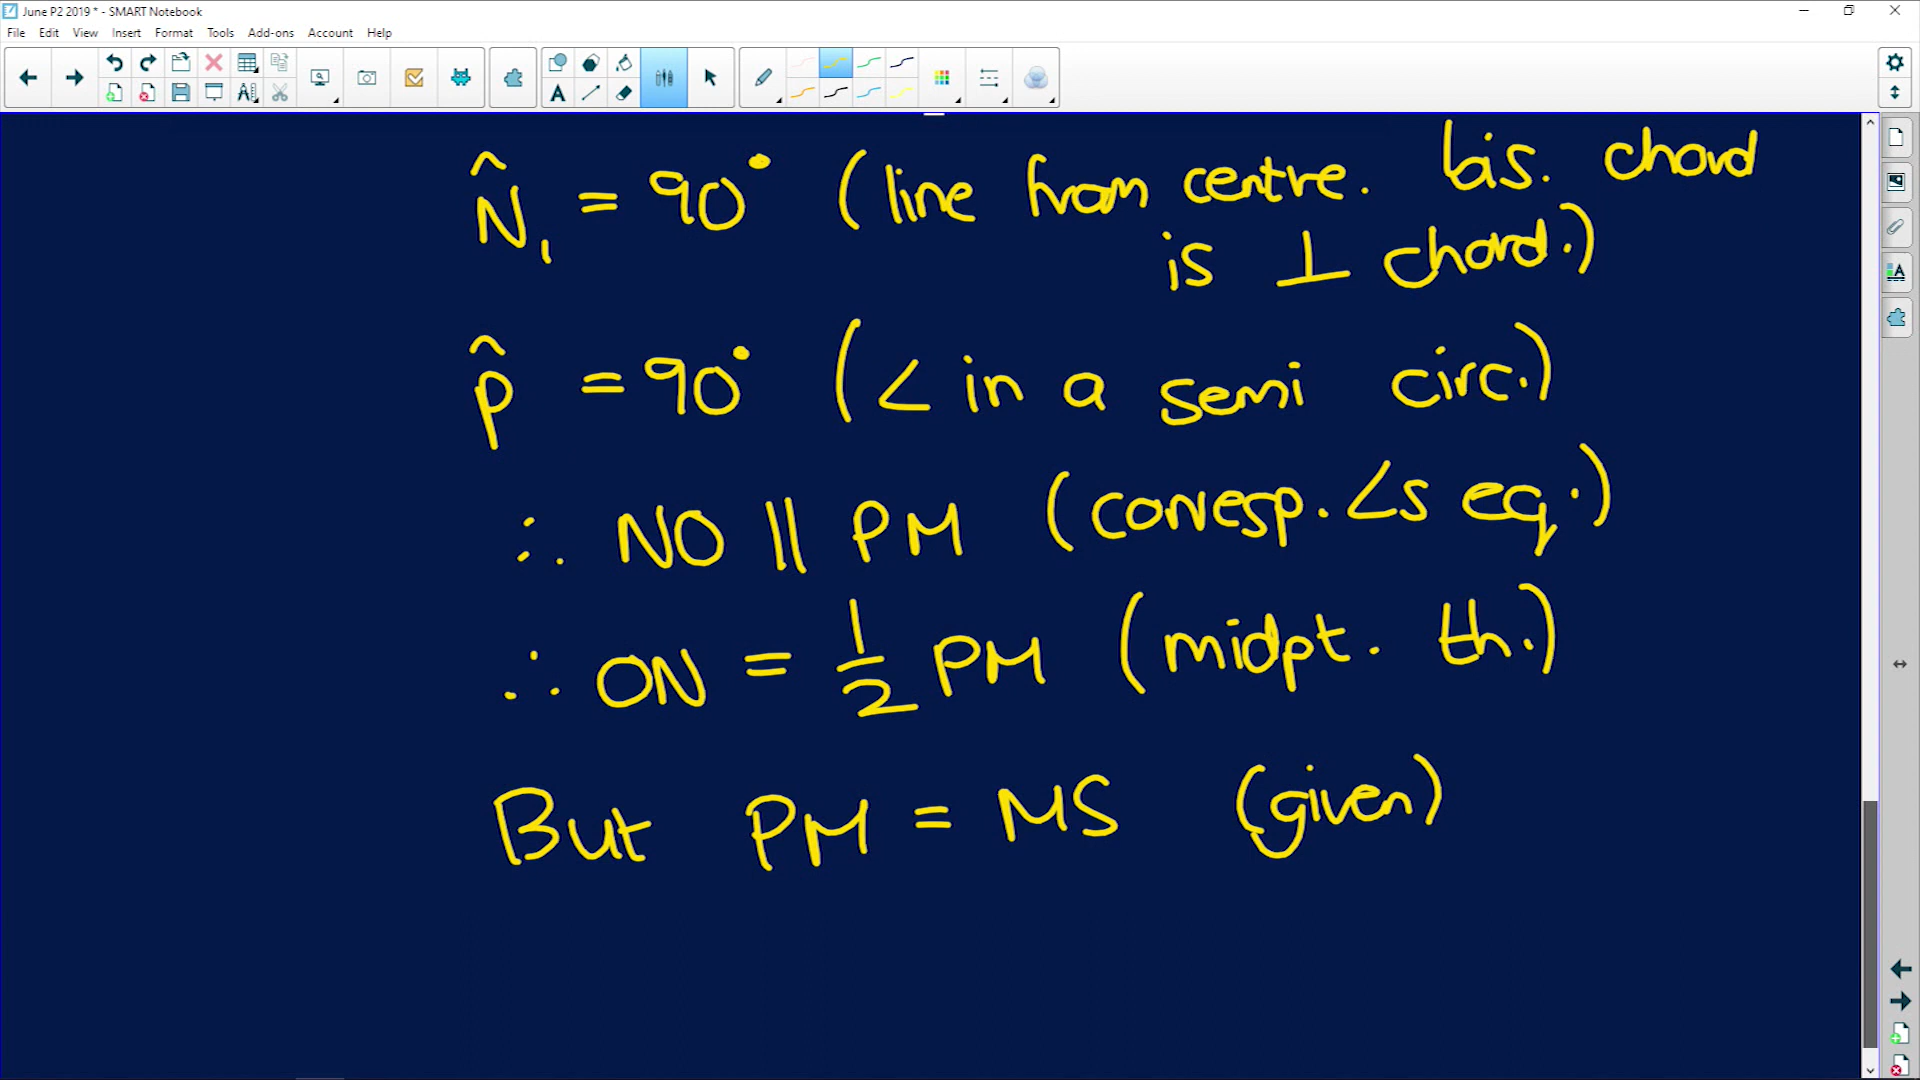 June P2 2019 * - SMART Notebook
File Edit View Insert Format Tools Add-ons Account Help
N̂₁ = 90° (line from centre. bis. chord
is ⊥ chord.)
P̂ = 90° (∠ in a semi circ.)
∴ NO || PM (corresp. ∠s eq.)
∴ ON = 1/2 PM (midpt. th.)
But PM = MS (given)